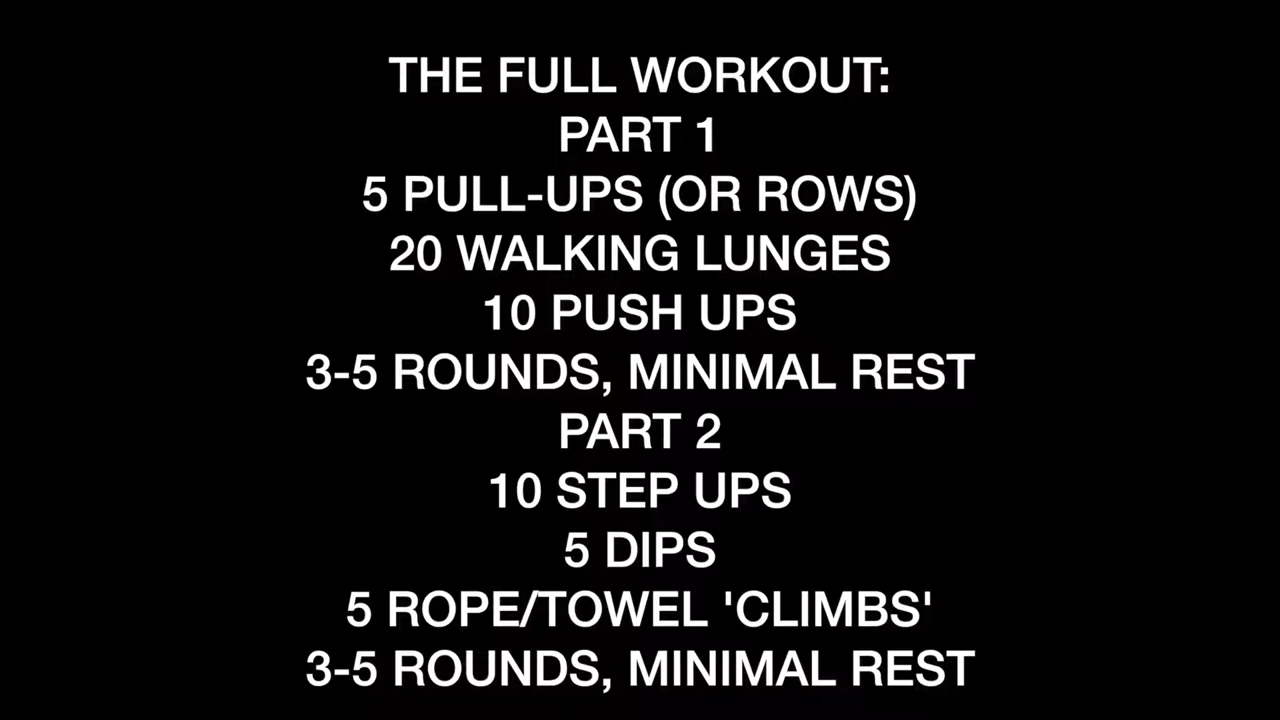 THE FULL WORKOUT:
PART 1
5 PULL-UPS (OR ROWS)
20 WALKING LUNGES
10 PUSH UPS
3-5 ROUNDS, MINIMAL REST
PART 2
10 STEP UPS
5 DIPS
5 ROPE/TOWEL 'CLIMBS'
3-5 ROUNDS, MINIMAL REST